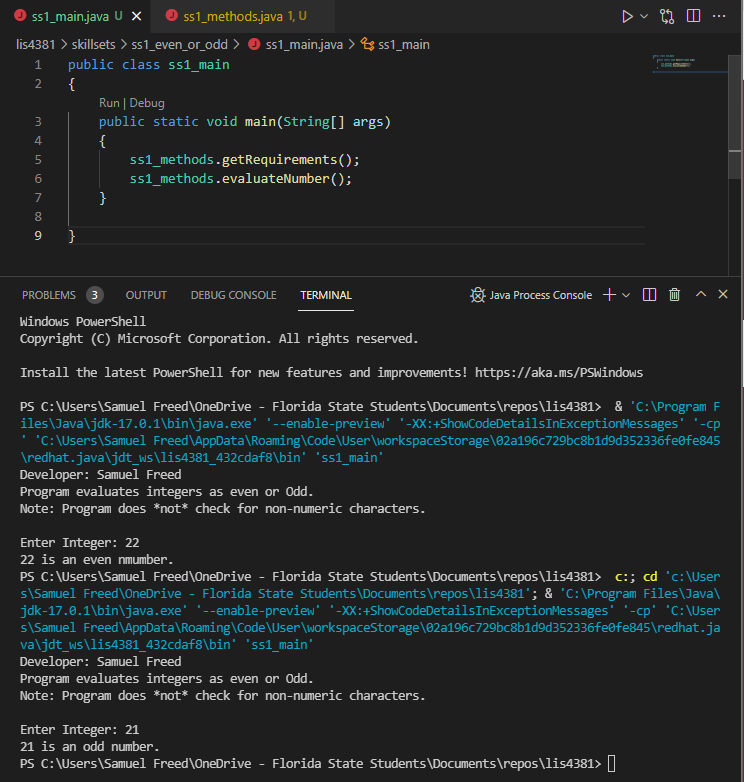 ss1_main.java U ss1_methods.java 1, U
lis4381 > skillsets > ss1_even_or_odd > ss1_main.java > ss1_main
1 public class ss1_main
2 {
Run | Debug
3 public static void main(String[] args)
4 {
5 ss1_methods.getRequirements();
6 ss1_methods.evaluateNumber();
7 }
8
9 }
PROBLEMS 3 OUTPUT DEBUG CONSOLE TERMINAL Java Process Console
Windows PowerShell
Copyright (C) Microsoft Corporation. All rights reserved.
Install the latest PowerShell for new features and improvements! https://aka.ms/PSWindows
PS C:\Users\Samuel Freed\OneDrive - Florida State Students\Documents\repos\lis4381> & 'C:\Program F
iles\Java\jdk-17.0.1\bin\java.exe' '--enable-preview' '-XX:+ShowCodeDetailsInExceptionMessages' '-cp
' 'C:\Users\Samuel Freed\AppData\Roaming\Code\User\workspaceStorage\02a196c729bc8b1d9d352336fe0fe845
\redhat.java\jdt_ws\lis4381_432cdaf8\bin' 'ss1_main'
Developer: Samuel Freed
Program evaluates integers as even or Odd.
Note: Program does *not* check for non-numeric characters.
Enter Integer: 22
22 is an even nmumber.
PS C:\Users\Samuel Freed\OneDrive - Florida State Students\Documents\repos\lis4381> c:; cd 'c:\User
s\Samuel Freed\OneDrive - Florida State Students\Documents\repos\lis4381'; & 'C:\Program Files\Java\
jdk-17.0.1\bin\java.exe' '--enable-preview' '-XX:+ShowCodeDetailsInExceptionMessages' '-cp' 'C:\User
s\Samuel Freed\AppData\Roaming\Code\User\workspaceStorage\02a196c729bc8b1d9d352336fe0fe845\redhat.ja
va\jdt_ws\lis4381_432cdaf8\bin' 'ss1_main'
Developer: Samuel Freed
Program evaluates integers as even or Odd.
Note: Program does *not* check for non-numeric characters.
Enter Integer: 21
21 is an odd number.
PS C:\Users\Samuel Freed\OneDrive - Florida State Students\Documents\repos\lis4381>